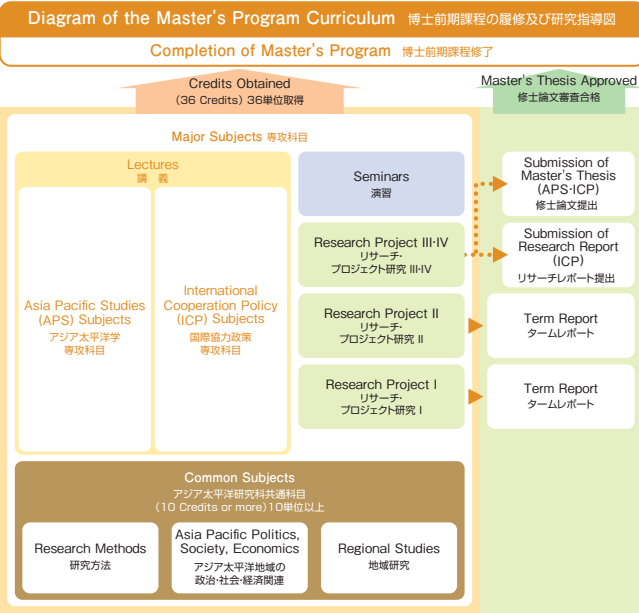 Diagram of the Master's Program Curriculum 博士前期課程の履修及び研究指導図
Completion of Master's Program 博士前期課程修了
Credits Obtained
(36 Credits) 36単位取得
Master's Thesis Approved
修士論文審査合格
Major Subjects 専攻科目
Lectures
講 義
Asia Pacific Studies
(APS) Subjects
アジア太平洋学
専攻科目
International
Cooperation Policy
(ICP) Subjects
国際協力政策
専攻科目
Seminars
演習
Research Project III·IV
リサーチ·
プロジェクト研究 III·IV
Research Project II
リサーチ·
プロジェクト研究 II
Research Project I
リサーチ·
プロジェクト研究 I
Submission of
Master's Thesis
(APS·ICP)
修士論文提出
Submission of
Research Report
(ICP)
リサーチレポート提出
Term Report
タームレポート
Term Report
タームレポート
Common Subjects
アジア太平洋研究科共通科目
(10 Credits or more)10単位以上
Research Methods
研究方法
Asia Pacific Politics,
Society, Economics
アジア太平洋地域の
政治·社会·経済関連
Regional Studies
地域研究